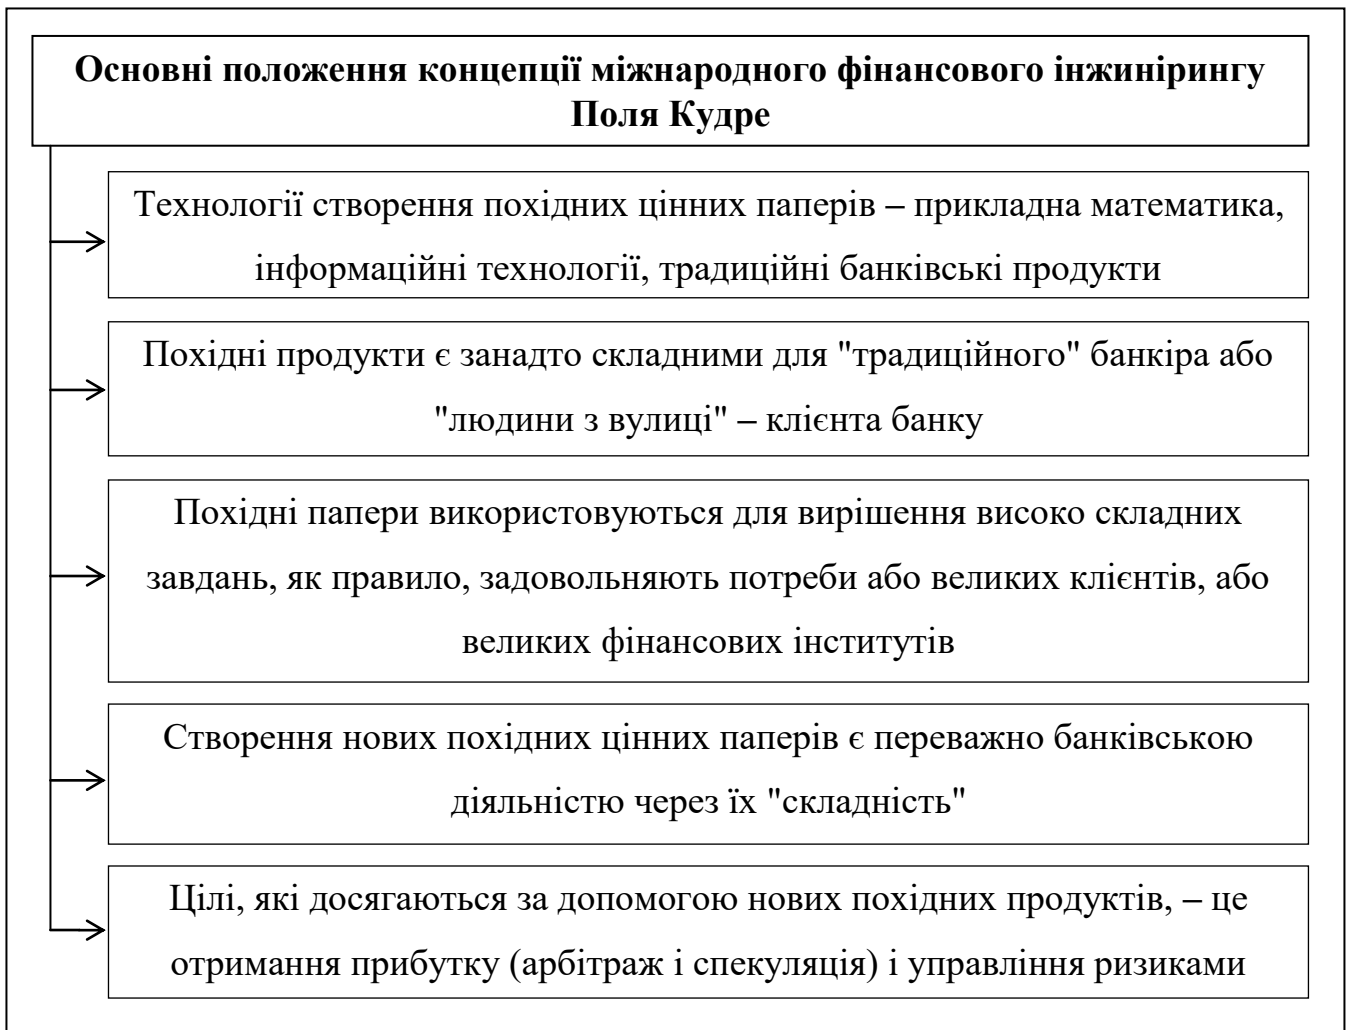 Основні положення концепції міжнародного фінансового інжинірингу
Поля Кудре
Технології створення похідних цінних паперів – прикладна математика,
інформаційні технології, традиційні банківські продукти
Похідні продукти є занадто складними для "традиційного" банкіра або
"людини з вулиці" – клієнта банку
Похідні папери використовуються для вирішення високо складних
завдань, як правило, задовольняють потреби або великих клієнтів, або
великих фінансових інститутів
Створення нових похідних цінних паперів є переважно банківською
діяльністю через їх "складність"
Цілі, які досягаються за допомогою нових похідних продуктів, – це
отримання прибутку (арбітраж і спекуляція) і управління ризиками